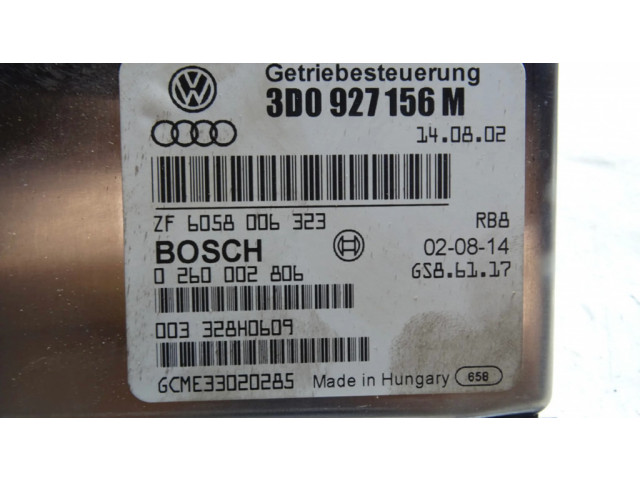 Getriebesteuerung
3D0 927 156 M
14.08.02
ZF 6058 006 323 RB8
BOSCH 02-08-14
0 260 002 806 GS8.61.17
003 328H0609
GCME33020285 Made in Hungary 658